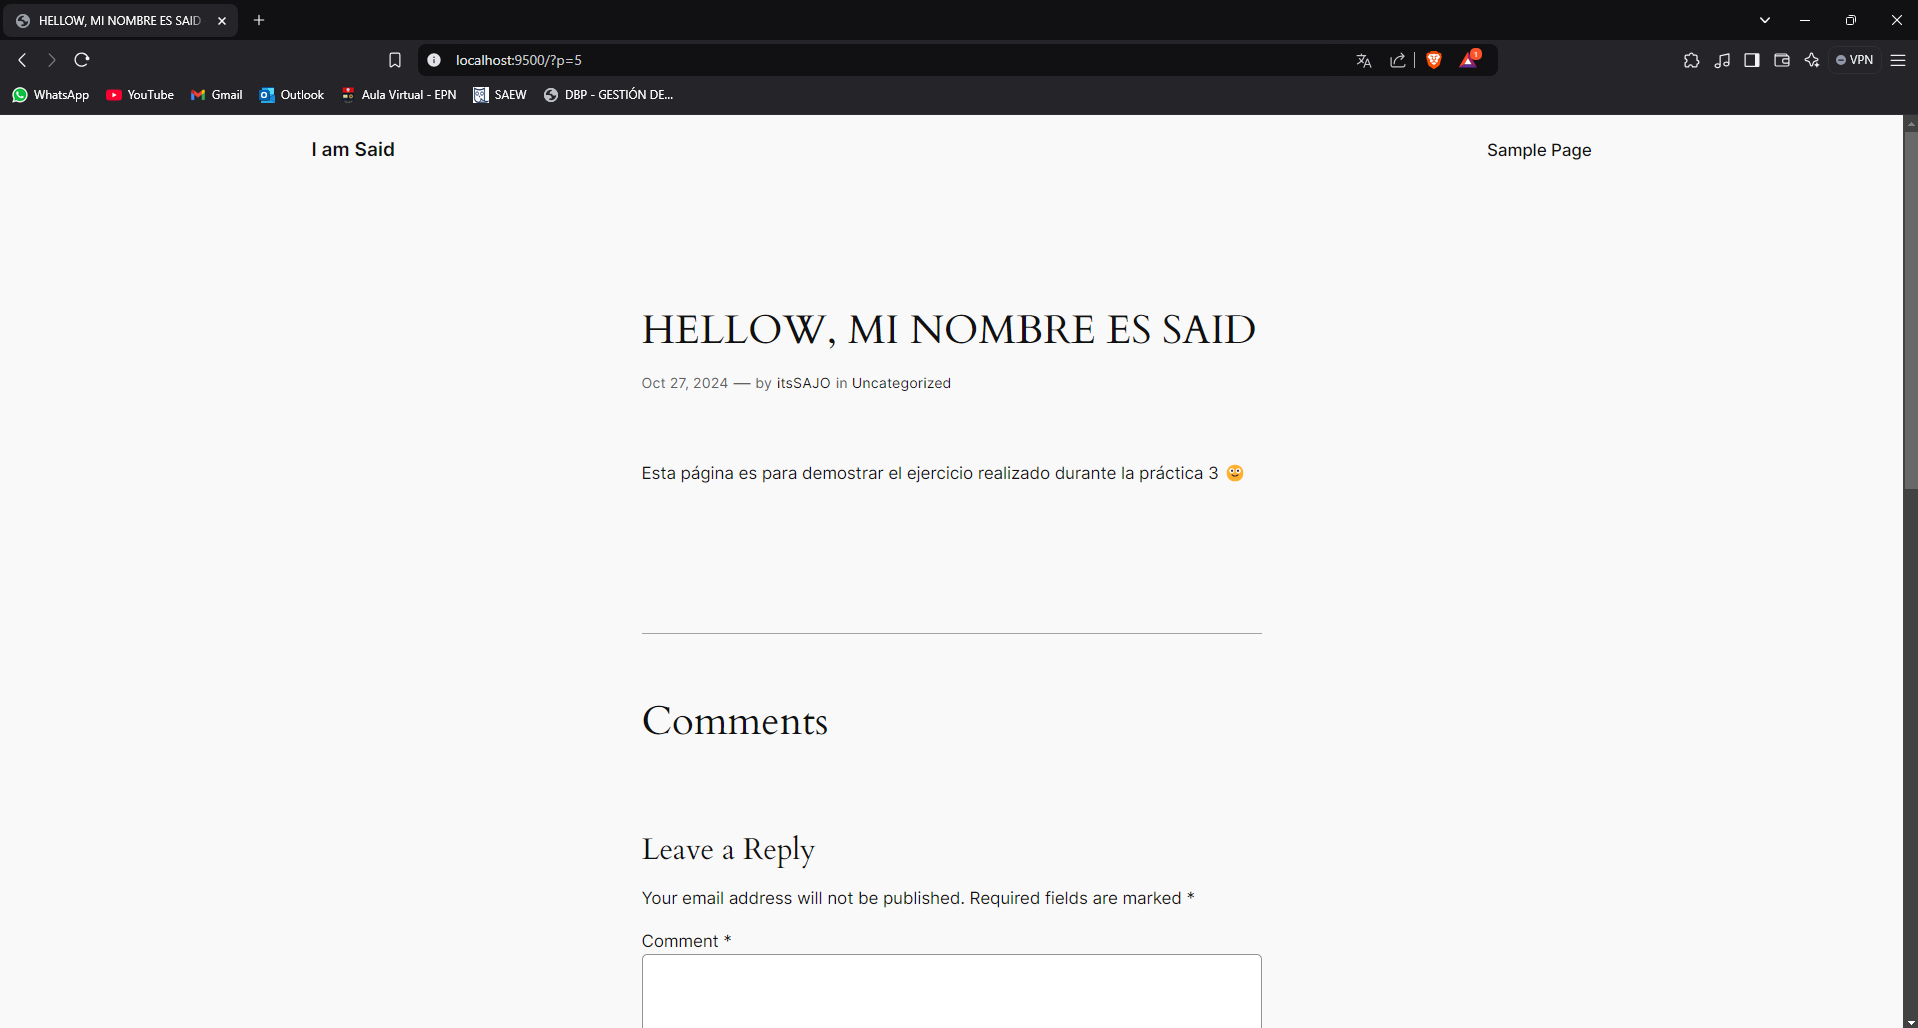 HELLOW, MI NOMBRE ES SAID
localhost:9500/?p=5
VPN
WhatsApp YouTube Gmail Outlook Aula Virtual - EPN SAEW DBP - GESTIÓN DE...
I am Said
Sample Page
HELLOW, MI NOMBRE ES SAID
Oct 27, 2024 — by itsSAJO in Uncategorized
Esta página es para demostrar el ejercicio realizado durante la práctica 3 🙂
Comments
Leave a Reply
Your email address will not be published. Required fields are marked *
Comment *